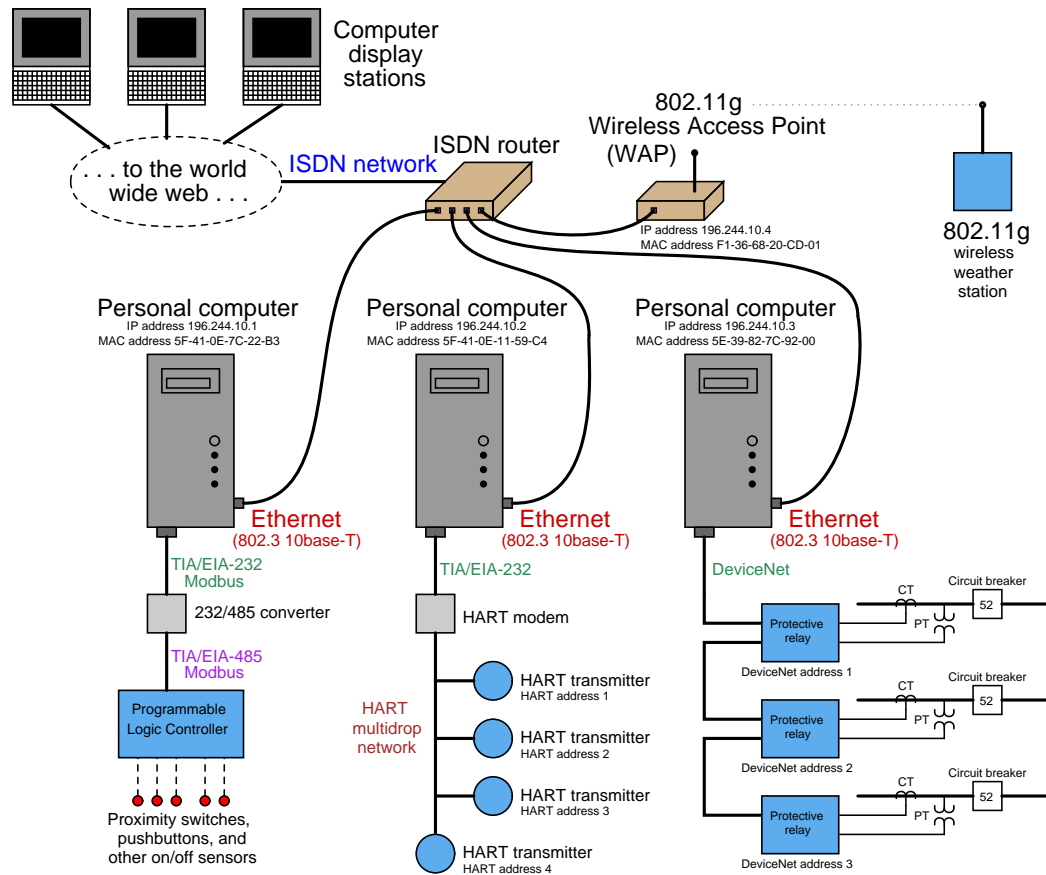 Computer
display
stations
802.11g
Wireless Access Point
(WAP)
ISDN router
ISDN network
. . . to the world
wide web . . .
IP address 196.244.10.4
MAC address F1-36-68-20-CD-01
802.11g
wireless
weather
station
Personal computer
IP address 196.244.10.1
MAC address 5F-41-0E-7C-22-B3
Personal computer
IP address 196.244.10.2
MAC address 5F-41-0E-11-59-C4
Personal computer
IP address 196.244.10.3
MAC address 5E-39-82-7C-92-00
Ethernet
(802.3 10base-T)
Ethernet
(802.3 10base-T)
Ethernet
(802.3 10base-T)
TIA/EIA-232
Modbus
232/485 converter
TIA/EIA-485
Modbus
Programmable
Logic Controller
Proximity switches,
pushbuttons, and
other on/off sensors
TIA/EIA-232
HART modem
HART
multidrop
network
HART transmitter
HART address 1
HART transmitter
HART address 2
HART transmitter
HART address 3
HART transmitter
HART address 4
DeviceNet
Protective
relay
DeviceNet address 1
CT
PT
Circuit breaker
52
Protective
relay
DeviceNet address 2
CT
PT
Circuit breaker
52
Protective
relay
DeviceNet address 3
CT
PT
Circuit breaker
52